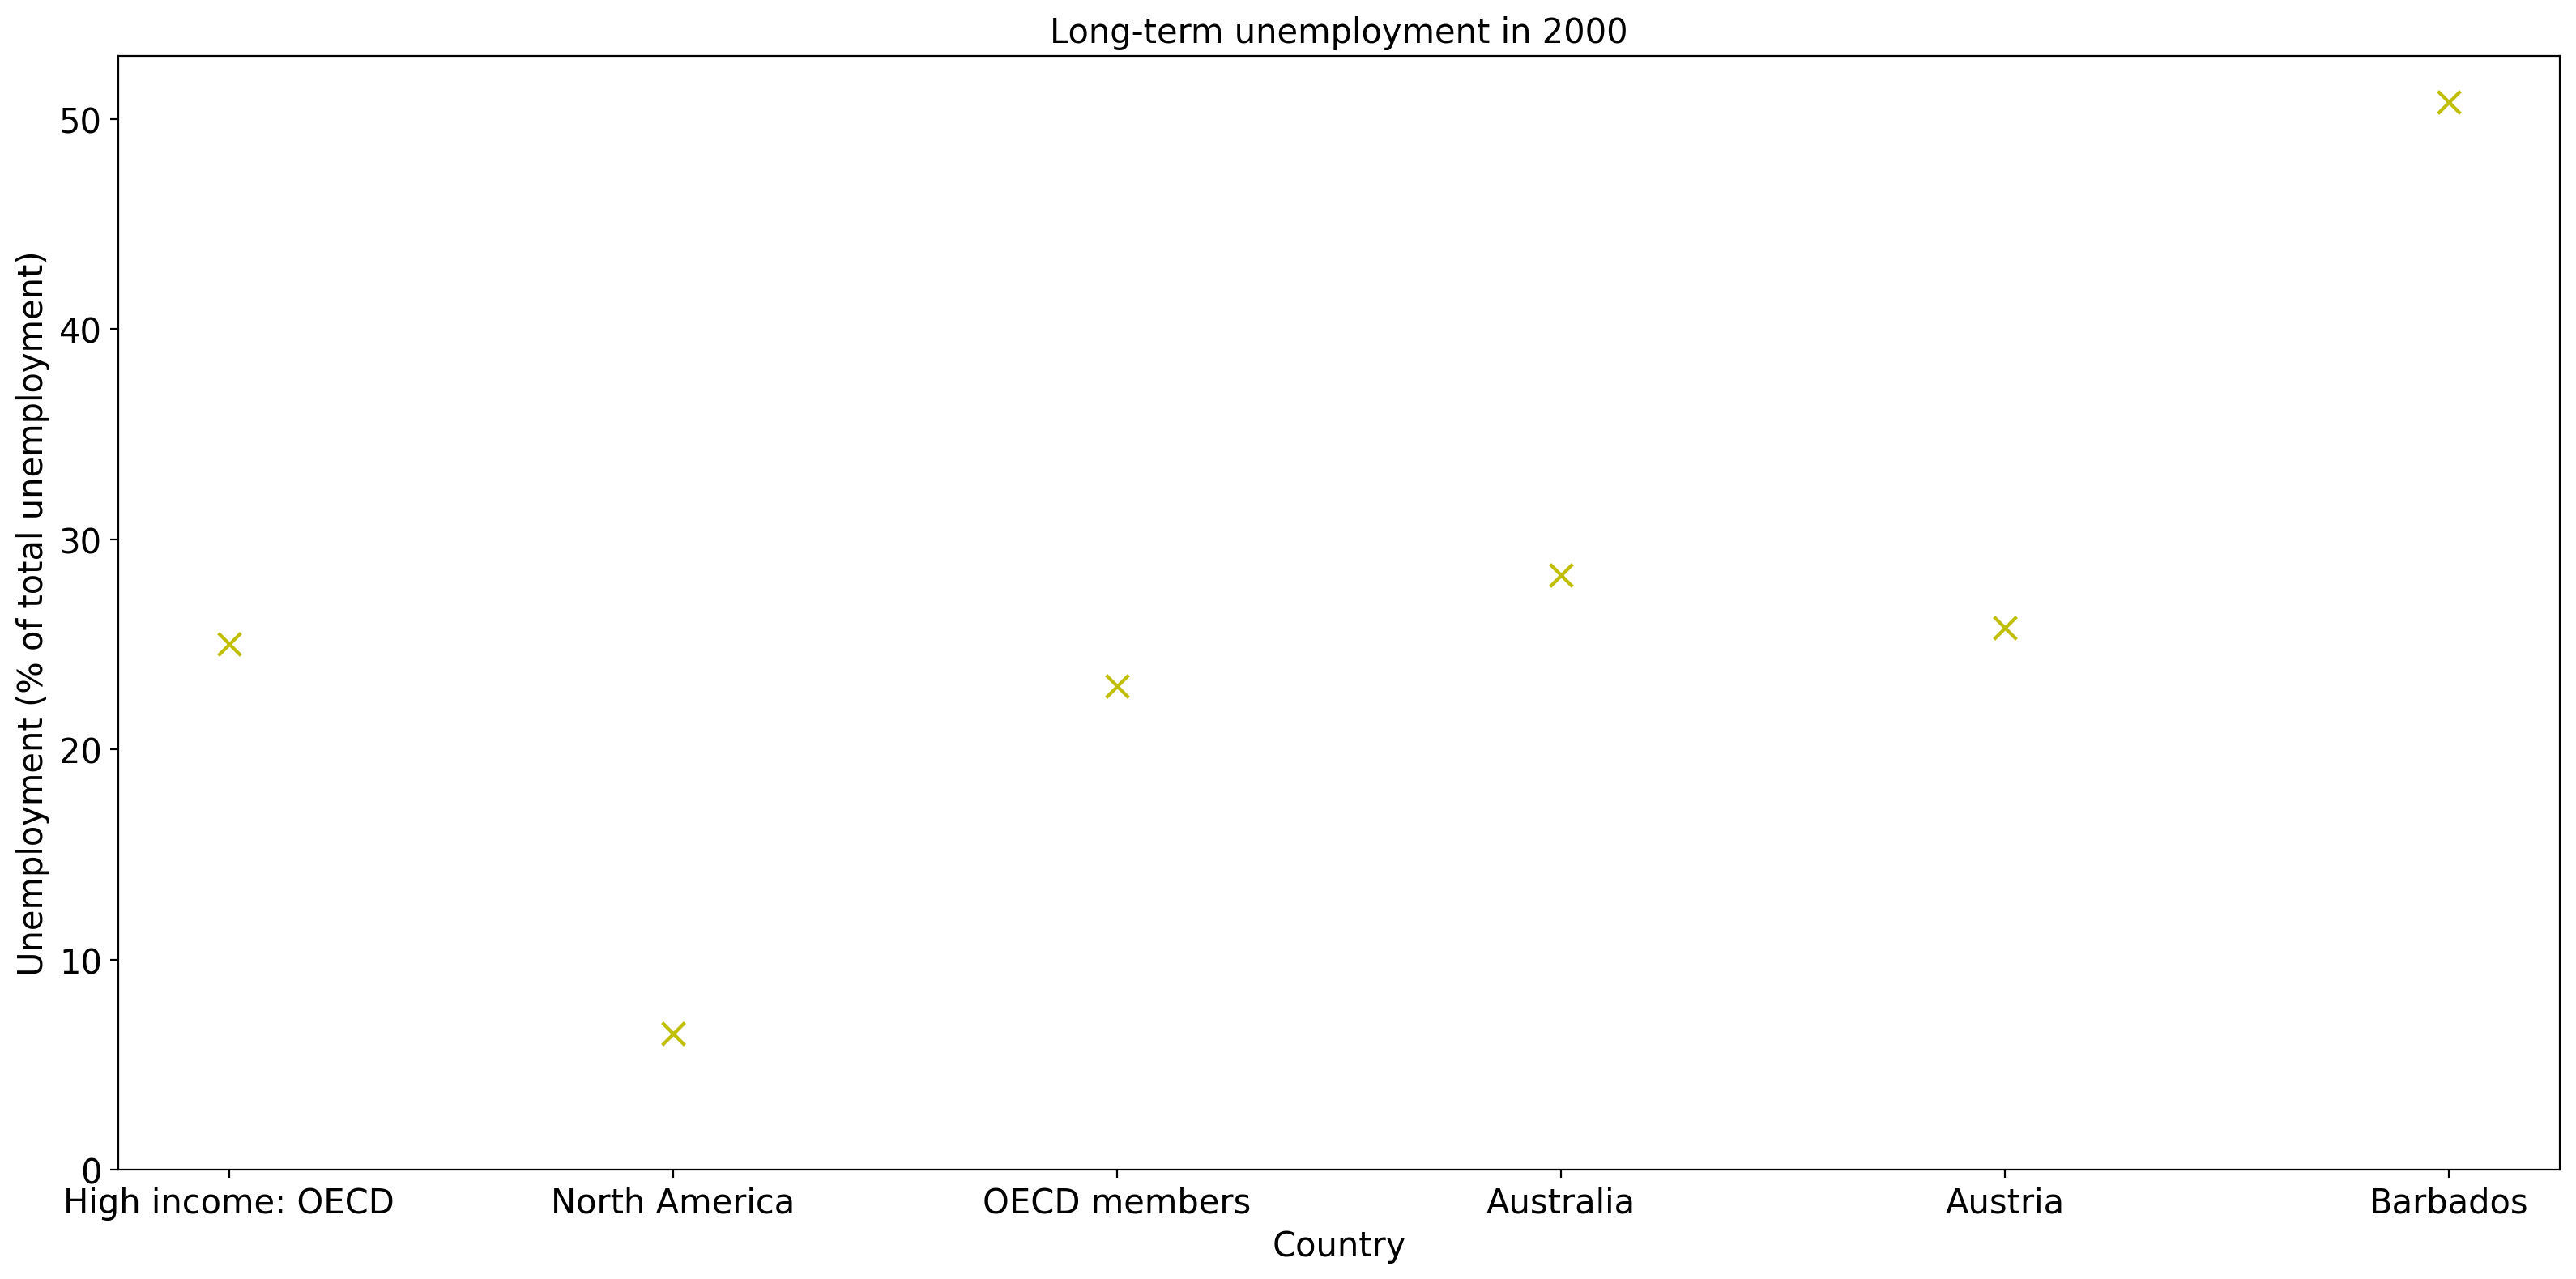 Long-term unemployment in 2000
Unemployment (% of total unemployment)
50
40
30
20
10
0
High income: OECD
North America
OECD members
Australia
Austria
Barbados
Country